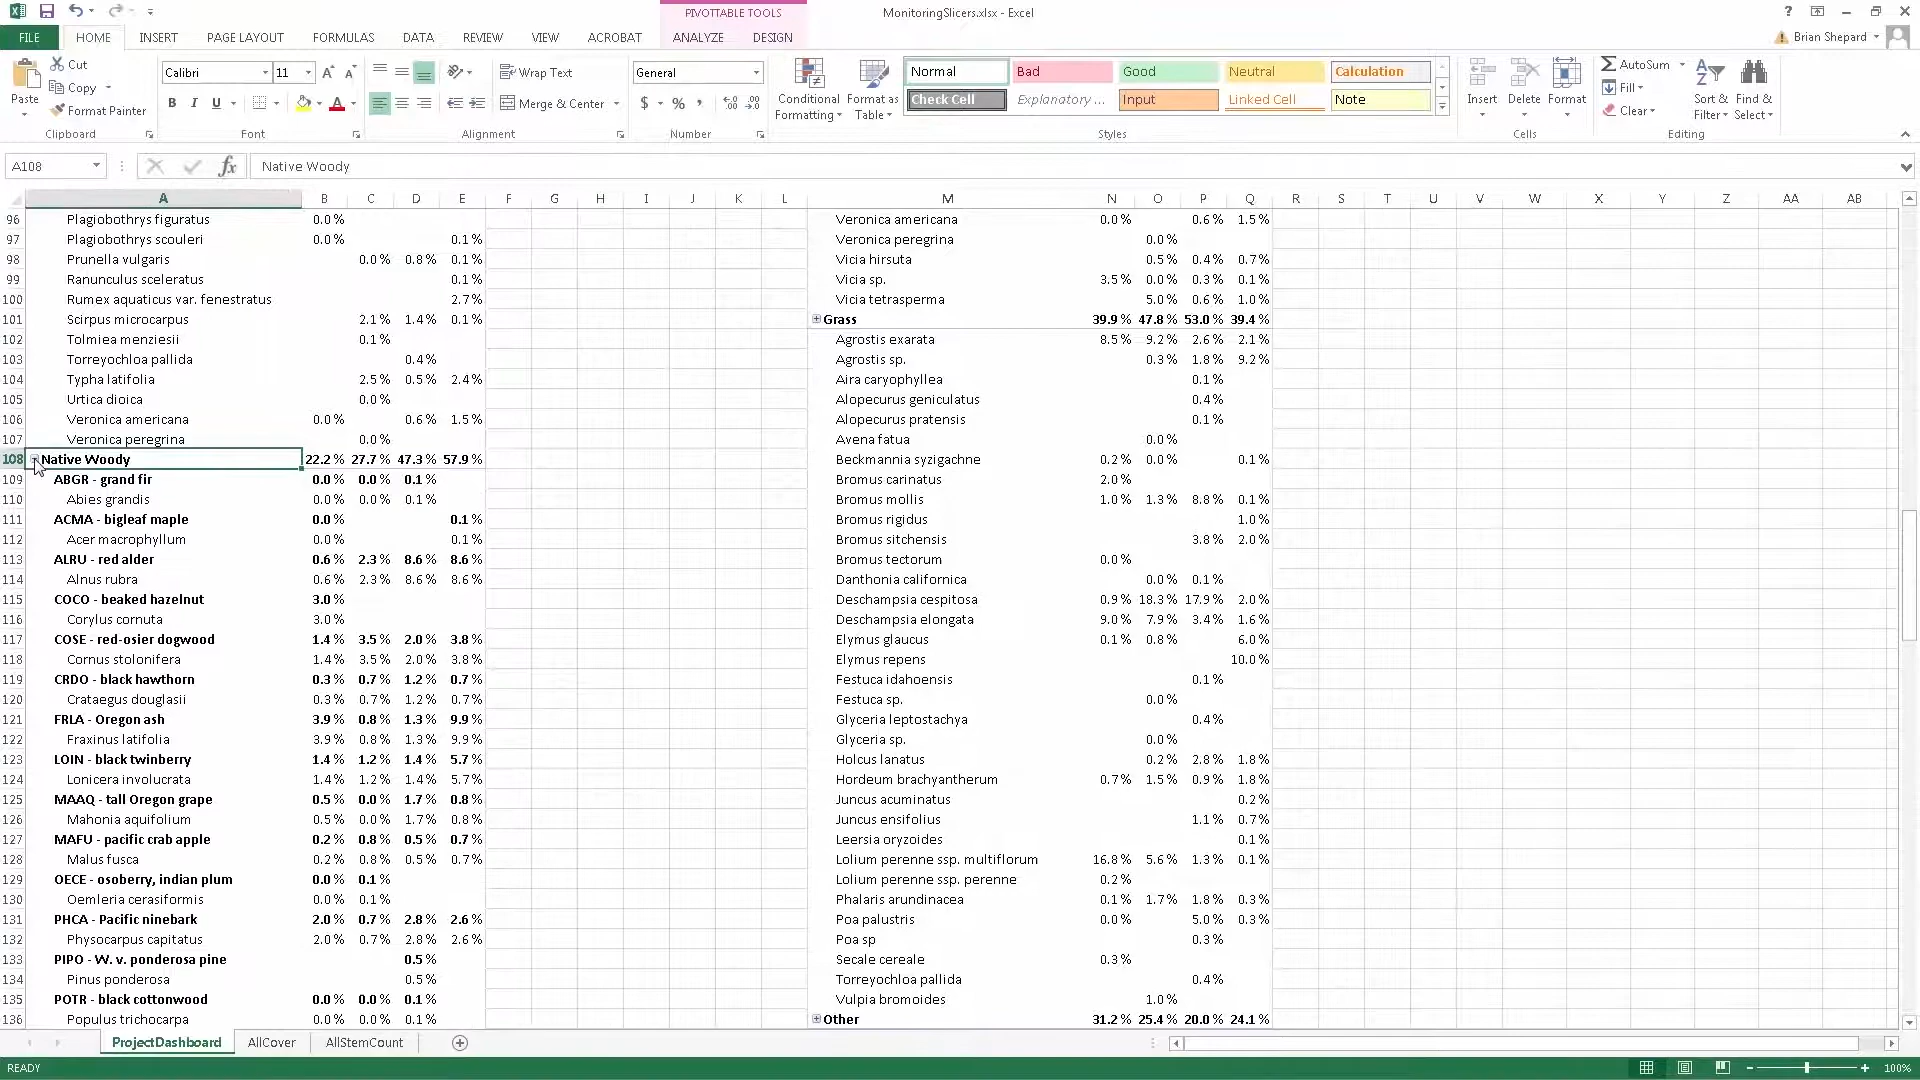 PIVOTTABLE TOOLS
MonitoringSlicers.xlsx - Excel
FILE HOME INSERT PAGE LAYOUT FORMULAS DATA REVIEW VIEW ACROBAT ANALYZE DESIGN
Brian Shepard
Paste
Cut
Copy
Format Painter
Calibri 11
B I U
Wrap Text
Merge & Center
General
$ % ,
Conditional Formatting
Format as Table
Normal Bad Good Neutral Calculation
Check Cell Explanatory ... Input Linked Cell Note
Insert Delete Format
AutoSum
Fill
Clear
Sort & Filter
Find & Select
Clipboard Font Alignment Number Styles Cells Editing
A108 fx Native Woody
A B C D E F G H I J K L M N O P Q R S T U V W X Y Z AA AB
96 Plagiobothrys figuratus 0.0% Veronica americana 0.0% 0.6% 1.5%
97 Plagiobothrys scouleri 0.0% 0.1% Veronica peregrina 0.0%
98 Prunella vulgaris 0.0% 0.8% 0.1% Vicia hirsuta 0.5% 0.4% 0.7%
99 Ranunculus sceleratus 0.1% Vicia sp. 3.5% 0.0% 0.3% 0.1%
100 Rumex aquaticus var. fenestratus 2.7% Vicia tetrasperma 5.0% 0.6% 1.0%
101 Scirpus microcarpus 2.1% 1.4% 0.1% Grass 39.9% 47.8% 53.0% 39.4%
102 Tolmiea menziesii 0.1% Agrostis exarata 8.5% 9.2% 2.6% 2.1%
103 Torreyochloa pallida 0.4% Agrostis sp. 0.3% 1.8% 9.2%
104 Typha latifolia 2.5% 0.5% 2.4% Aira caryophyllea 0.1%
105 Urtica dioica 0.0% Alopecurus geniculatus 0.4%
106 Veronica americana 0.0% 0.6% 1.5% Alopecurus pratensis 0.1%
107 Veronica peregrina 0.0% Avena fatua 0.0%
108 Native Woody 22.2% 27.7% 47.3% 57.9% Beckmannia syzigachne 0.2% 0.0% 0.1%
109 ABGR - grand fir 0.0% 0.0% 0.1% Bromus carinatus 2.0%
110 Abies grandis 0.0% 0.0% 0.1% Bromus mollis 1.0% 1.3% 8.8% 0.1%
111 ACMA - bigleaf maple 0.0% 0.1% Bromus rigidus 1.0%
112 Acer macrophyllum 0.0% 0.1% Bromus sitchensis 3.8% 2.0%
113 ALRU - red alder 0.6% 2.3% 8.6% 8.6% Bromus tectorum 0.0%
114 Alnus rubra 0.6% 2.3% 8.6% 8.6% Danthonia californica 0.0% 0.1%
115 COCO - beaked hazelnut 3.0% Deschampsia cespitosa 0.9% 18.3% 17.9% 2.0%
116 Corylus cornuta 3.0% Deschampsia elongata 9.0% 7.9% 3.4% 1.6%
117 COSE - red-osier dogwood 1.4% 3.5% 2.0% 3.8% Elymus glaucus 0.1% 0.8% 6.0%
118 Cornus stolonifera 1.4% 3.5% 2.0% 3.8% Elymus repens 10.0%
119 CRDO - black hawthorn 0.3% 0.7% 1.2% 0.7% Festuca idahoensis 0.1%
120 Crataegus douglasii 0.3% 0.7% 1.2% 0.7% Festuca sp. 0.0%
121 FRLA - Oregon ash 3.9% 0.8% 1.3% 9.9% Glyceria leptostachya 0.4%
122 Fraxinus latifolia 3.9% 0.8% 1.3% 9.9% Glyceria sp. 0.0%
123 LOIN - black twinberry 1.4% 1.2% 1.4% 5.7% Holcus lanatus 0.2% 2.8% 1.8%
124 Lonicera involucrata 1.4% 1.2% 1.4% 5.7% Hordeum brachyantherum 0.7% 1.5% 0.9% 1.8%
125 MAAQ - tall Oregon grape 0.5% 0.0% 1.7% 0.8% Juncus acuminatus 0.2%
126 Mahonia aquifolium 0.5% 0.0% 1.7% 0.8% Juncus ensifolius 1.1% 0.7%
127 MAFU - pacific crab apple 0.2% 0.8% 0.5% 0.7% Leersia oryzoides 0.1%
128 Malus fusca 0.2% 0.8% 0.5% 0.7% Lolium perenne ssp. multiflorum 16.8% 5.6% 1.3% 0.1%
129 OECE - osoberry, indian plum 0.0% 0.1% Lolium perenne ssp. perenne 0.2%
130 Oemleria cerasiformis 0.0% 0.1% Phalaris arundinacea 0.1% 1.7% 1.8% 0.3%
131 PHCA - Pacific ninebark 2.0% 0.7% 2.8% 2.6% Poa palustris 0.0% 5.0% 0.3%
132 Physocarpus capitatus 2.0% 0.7% 2.8% 2.6% Poa sp 0.3%
133 PIPO - W. v. ponderosa pine 0.5% Secale cereale 0.3%
134 Pinus ponderosa 0.5% Torreyochloa pallida 0.4%
135 POTR - black cottonwood 0.0% 0.0% 0.1% Vulpia bromoides 1.0%
136 Populus trichocarpa 0.0% 0.0% 0.1% Other 31.2% 25.4% 20.0% 24.1%
ProjectDashboard AllCover AllStemCount
READY 100%